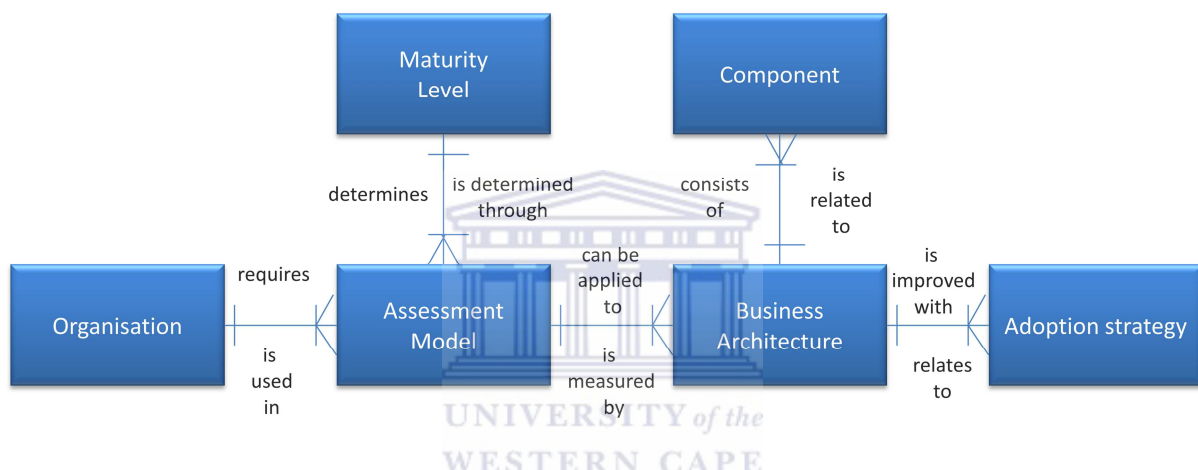 Maturity
Level
Component
determines
is determined
through
consists
of
is
related
to
Organisation
requires
is
used
in
Assessment
Model
can be
applied
to
is
measured
by
Business
Architecture
is
improved
with
relates
to
Adoption strategy
UNIVERSITY of the
WESTERN CAPE